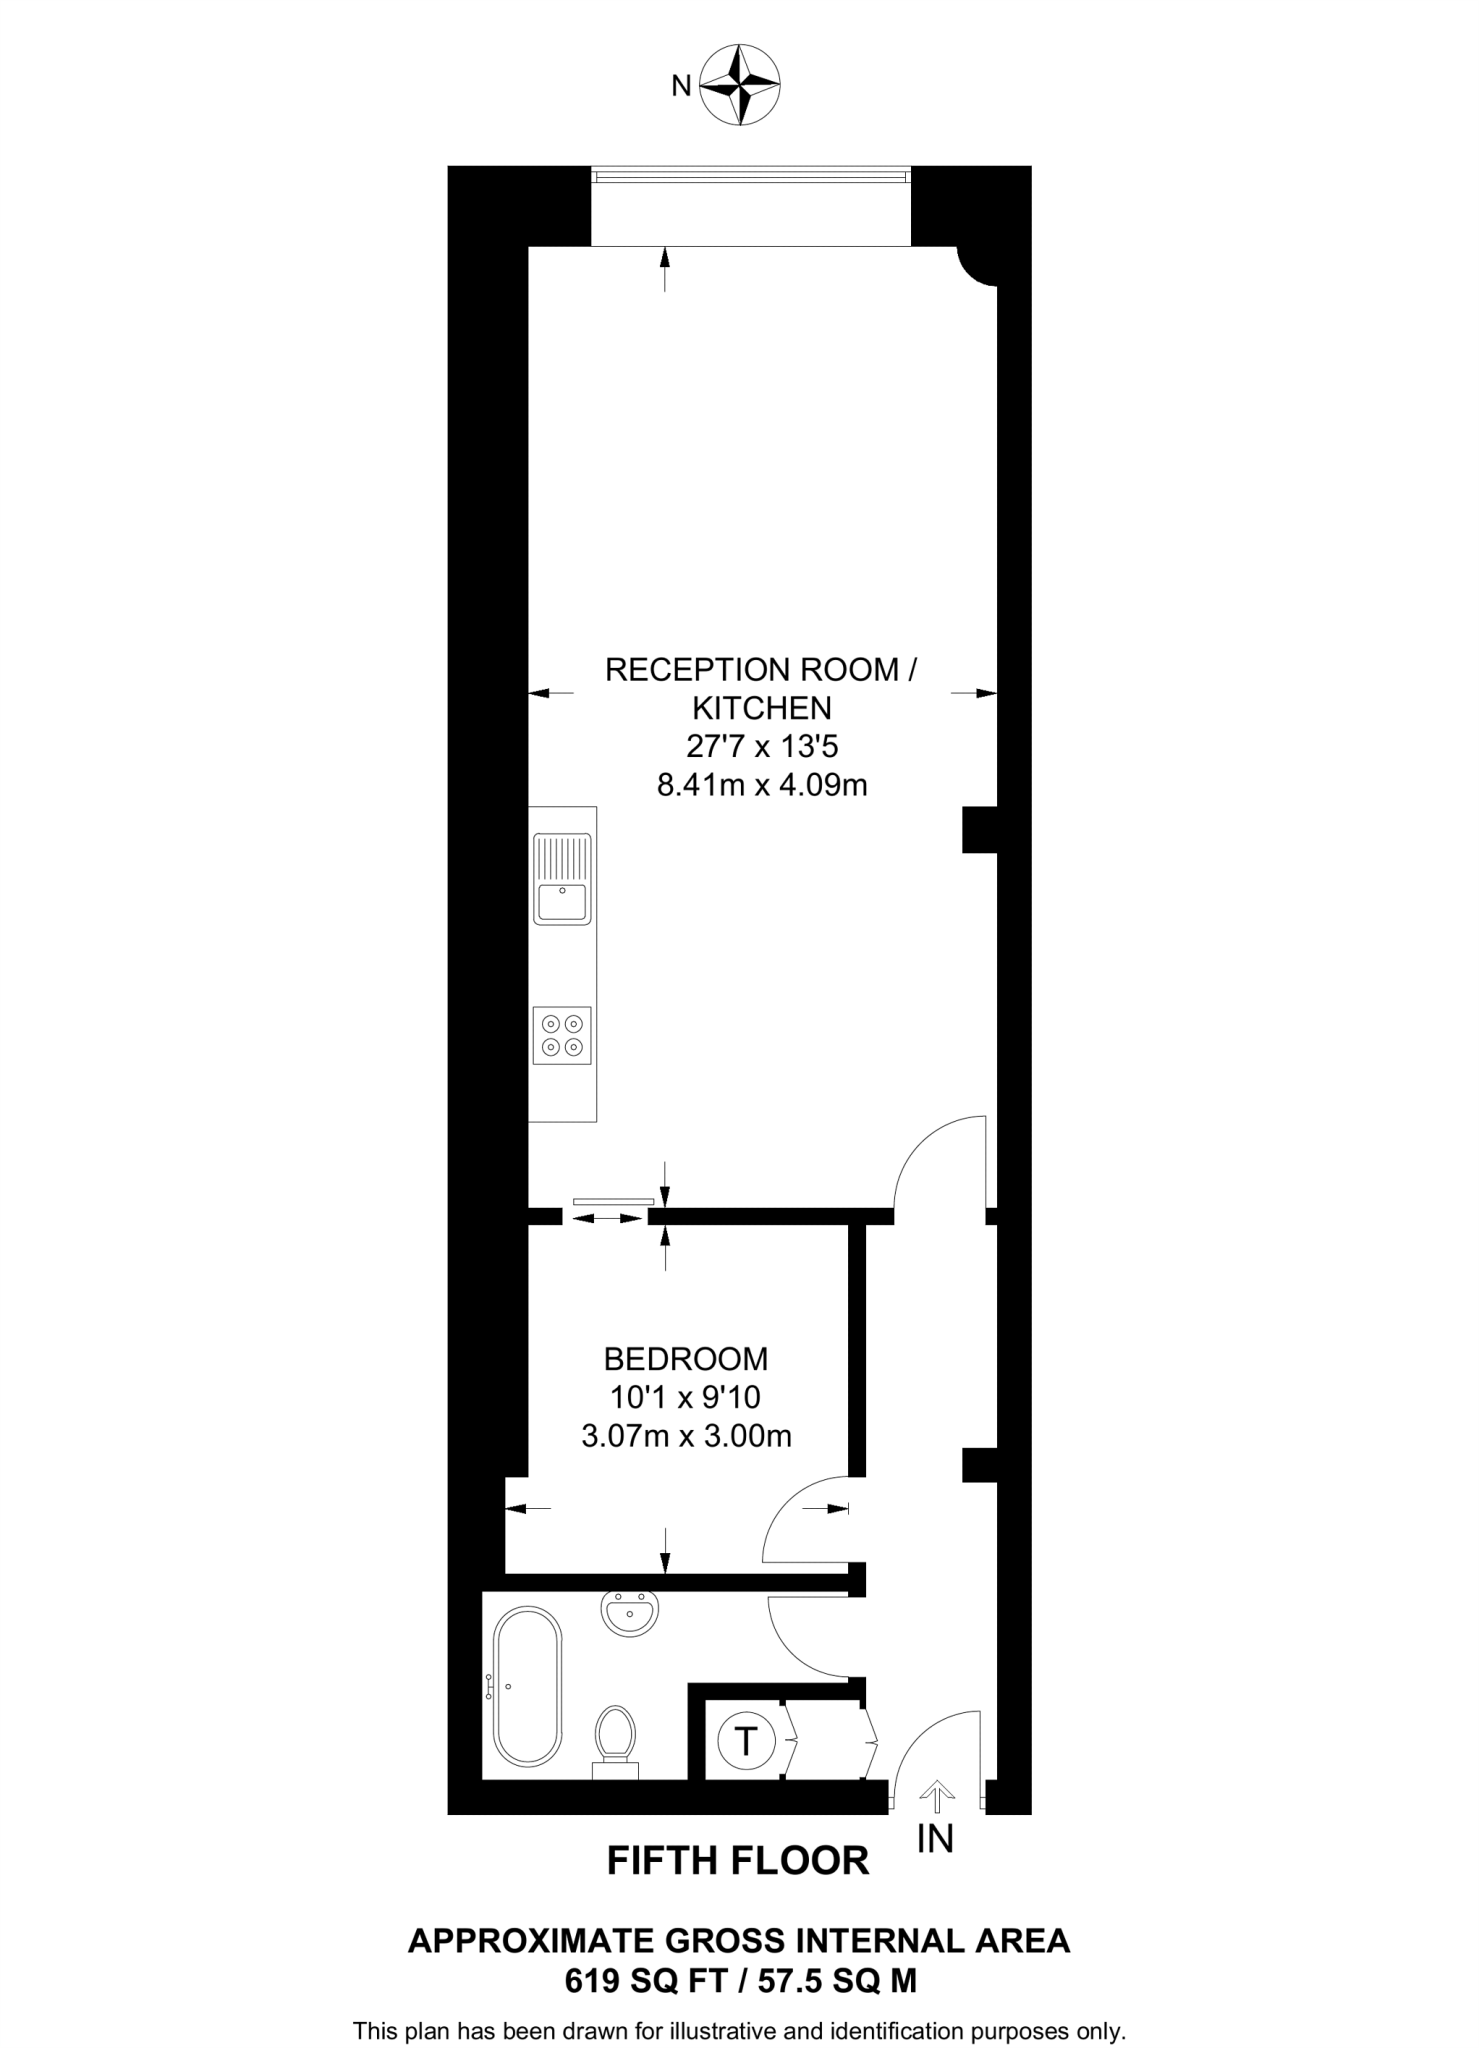 N
RECEPTION ROOM /
KITCHEN
27'7 x 13'5
8.41m x 4.09m
BEDROOM
10'1 x 9'10
3.07m x 3.00m
T
IN
FIFTH FLOOR
APPROXIMATE GROSS INTERNAL AREA
619 SQ FT / 57.5 SQ M
This plan has been drawn for illustrative and identification purposes only.